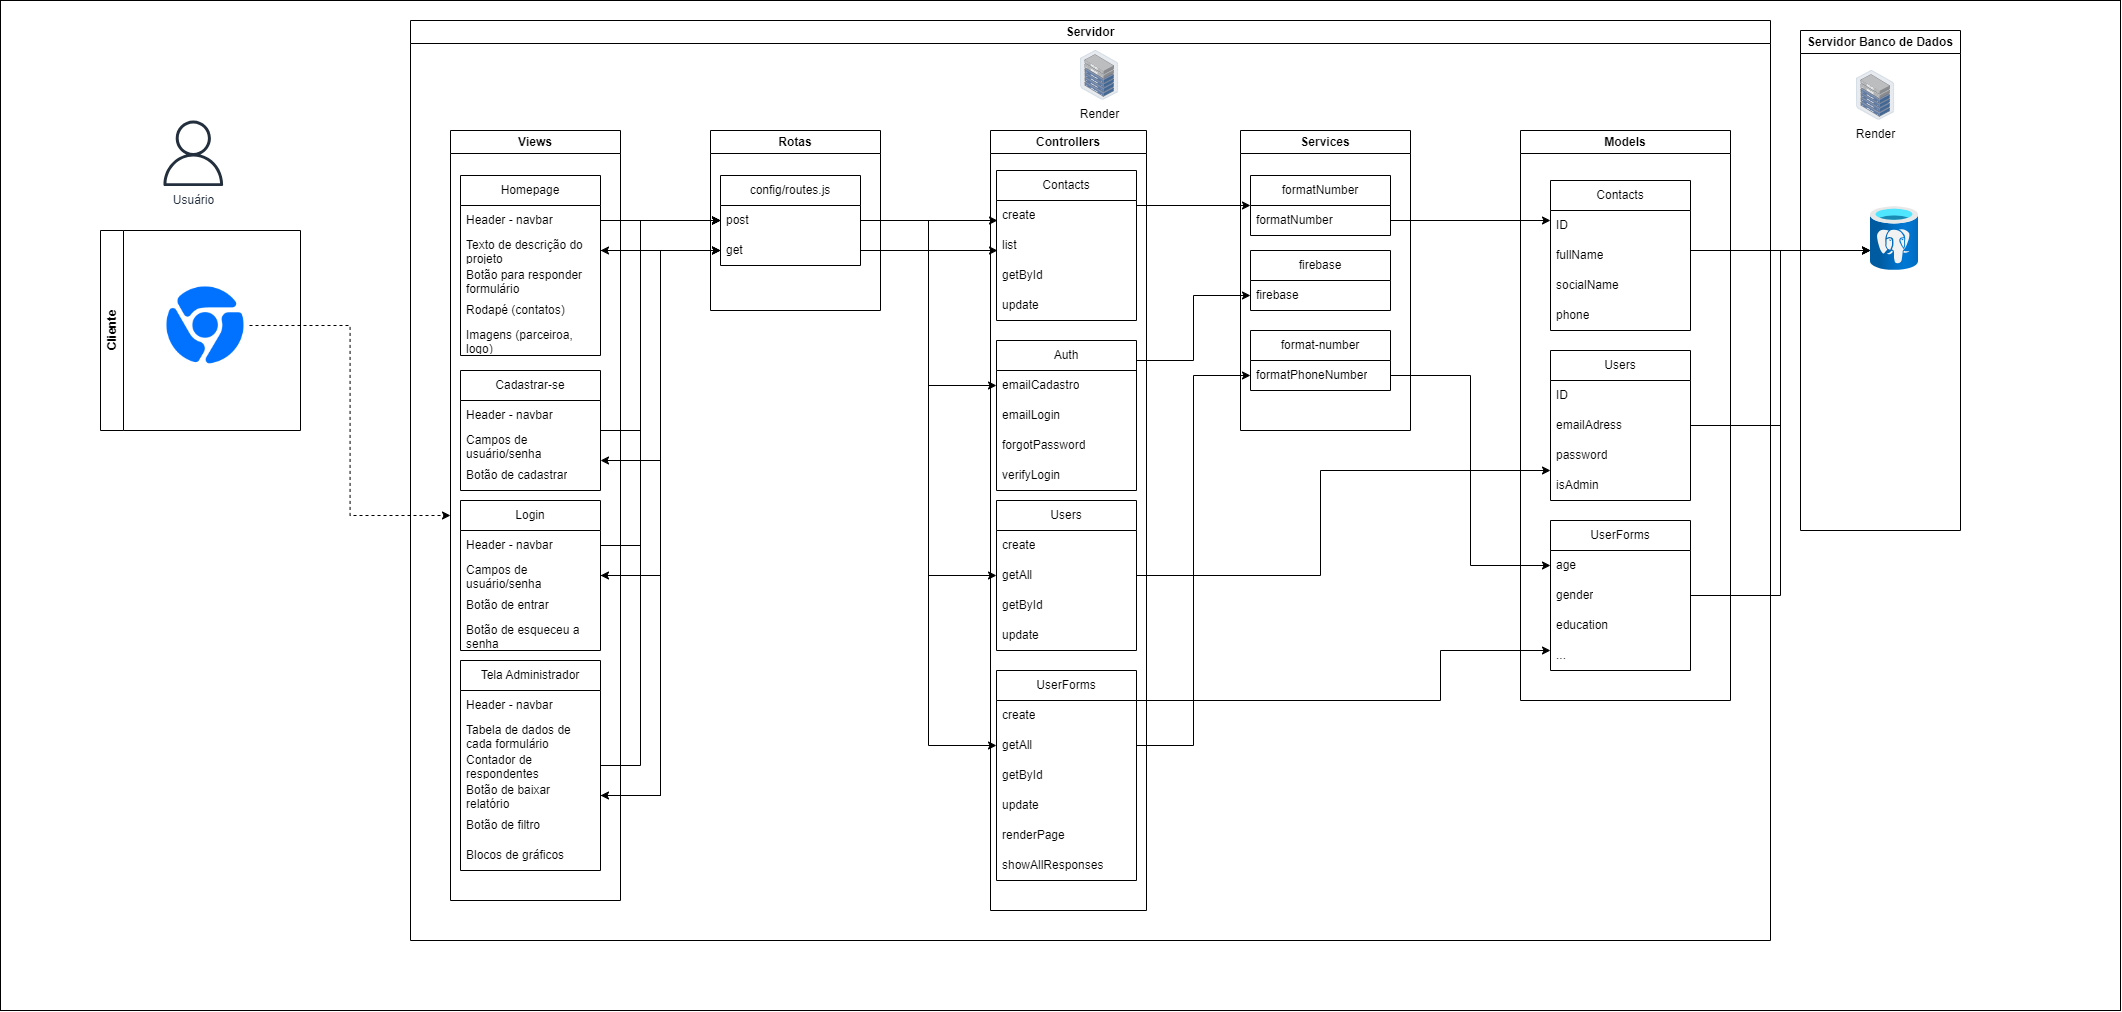 Servidor
Render
Servidor Banco de Dados
Render
Usuário
Cliente
Views
Homepage
Header - navbar
Texto de descrição do
projeto
Botão para responder
formulário
Rodapé (contatos)
Imagens (parceiroa,
logo)
Cadastrar-se
Header - navbar
Campos de
usuário/senha
Botão de cadastrar
Login
Header - navbar
Campos de
usuário/senha
Botão de entrar
Botão de esqueceu a
senha
Tela Administrador
Header - navbar
Tabela de dados de
cada formulário
Contador de
respondentes
Botão de baixar
relatório
Botão de filtro
Blocos de gráficos
Rotas
config/routes.js
post
get
Controllers
Contacts
create
list
getById
update
Auth
emailCadastro
emailLogin
forgotPassword
verifyLogin
Users
create
getAll
getById
update
UserForms
create
getAll
getById
update
renderPage
showAllResponses
Services
formatNumber
formatNumber
firebase
firebase
format-number
formatPhoneNumber
Models
Contacts
ID
fullName
socialName
phone
Users
ID
emailAdress
password
isAdmin
UserForms
age
gender
education
...